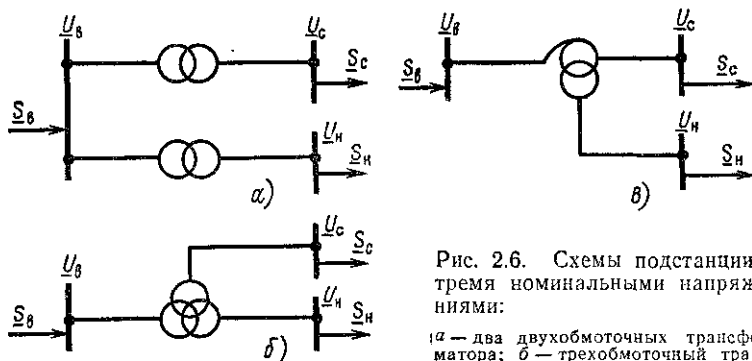 U_в
U_с
S_с
S_в
U_н
S_н
а)
U_в
U_с
S_в
S_с
U_н
S_н
в)
U_с
S_с
U_в
U_н
S_в
S_н
б)
Рис. 2.6. Схемы подстанции
тремя номинальными напряж
ниями:
а — два двухобмоточных трансфо
матора; б — трехобмоточный тра